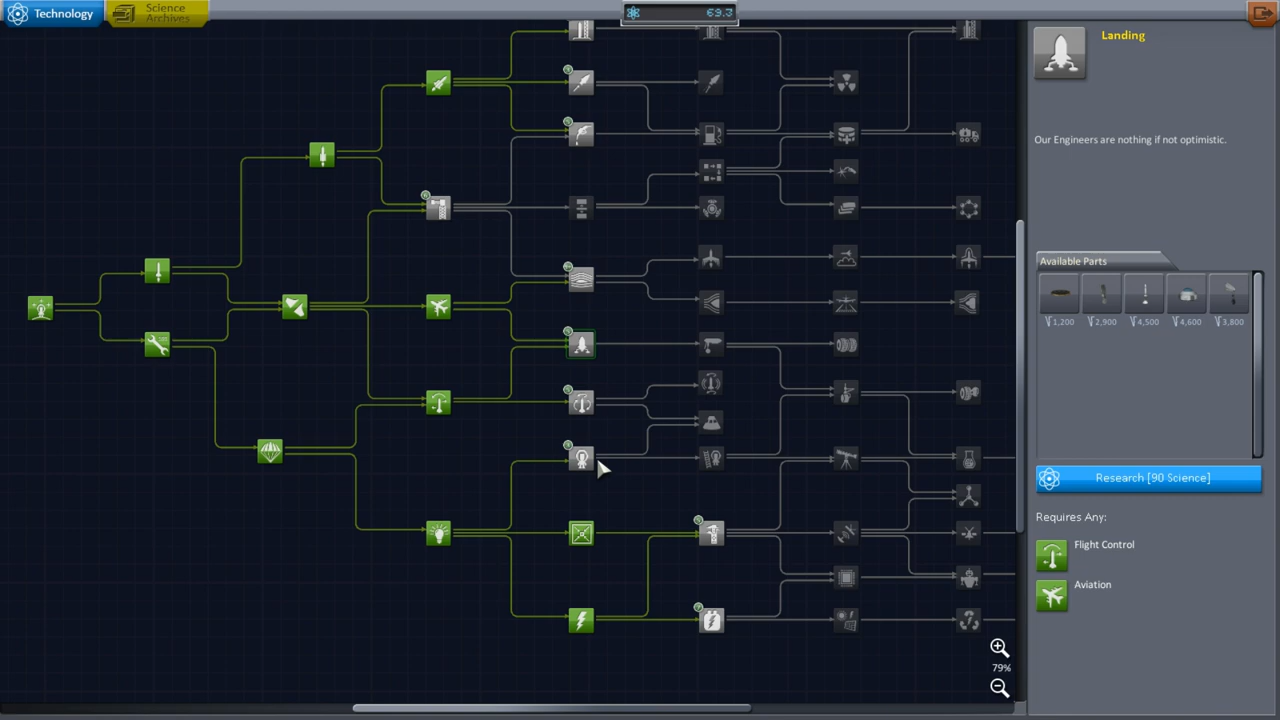 Technology
Science
Archives
69.3
Landing
Our Engineers are nothing if not optimistic.
Available Parts
1,200
2,900
4,500
4,600
3,800
Research [90 Science]
Requires Any:
Flight Control
Aviation
79%